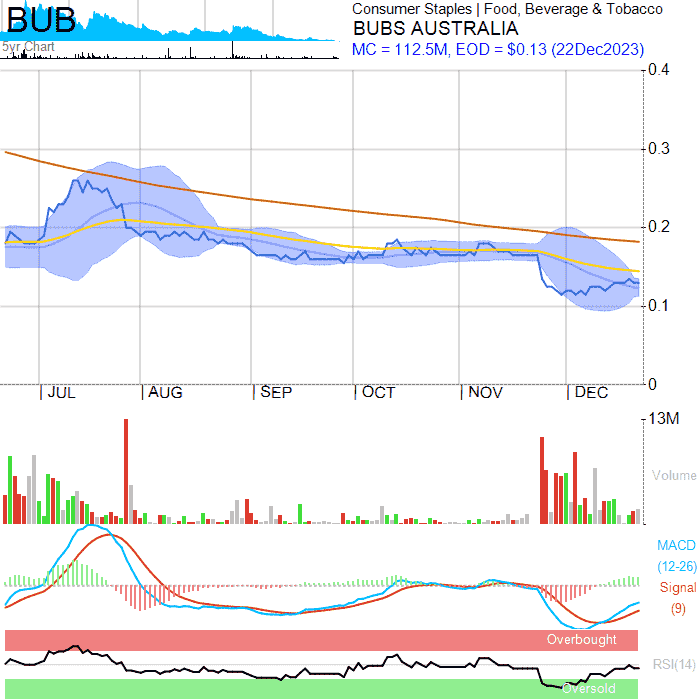 BUB
5yr Chart
Consumer Staples | Food, Beverage & Tobacco
BUBS AUSTRALIA
MC = 112.5M, EOD = $0.13 (22Dec2023)
0.4
0.3
0.2
0.1
0
| JUL | AUG | SEP | OCT | NOV | DEC
13M
Volume
MACD
(12-26)
Signal
(9)
Overbought
RSI(14)
Oversold